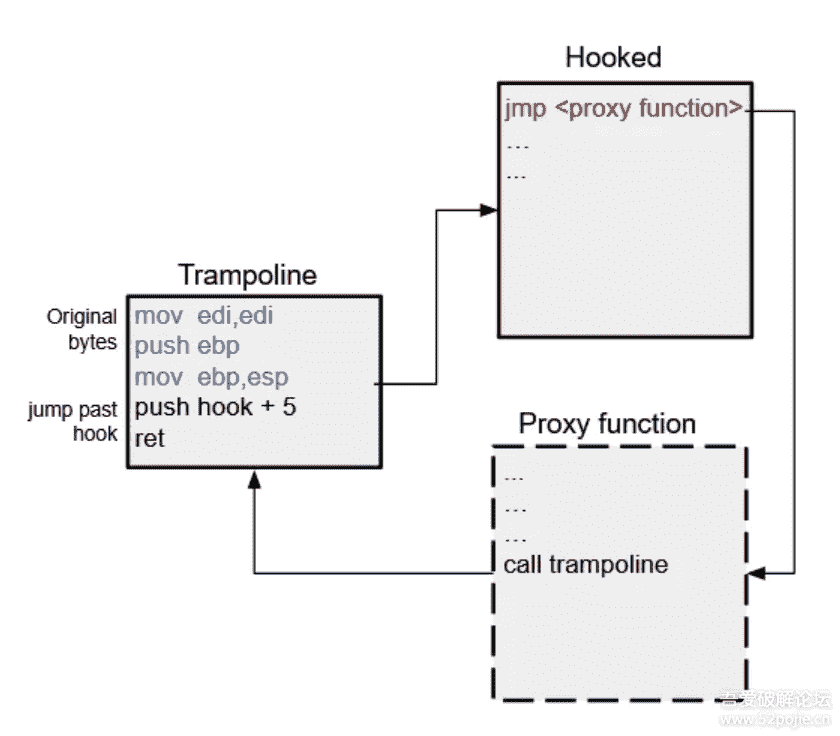 Hooked
jmp <proxy function>
...
...
Trampoline
Original
bytes
mov edi,edi
push ebp
mov ebp,esp
jump past
hook
push hook + 5
ret
Proxy function
...
...
...
call trampoline
吾爱破解论坛
www.52pojie.cn